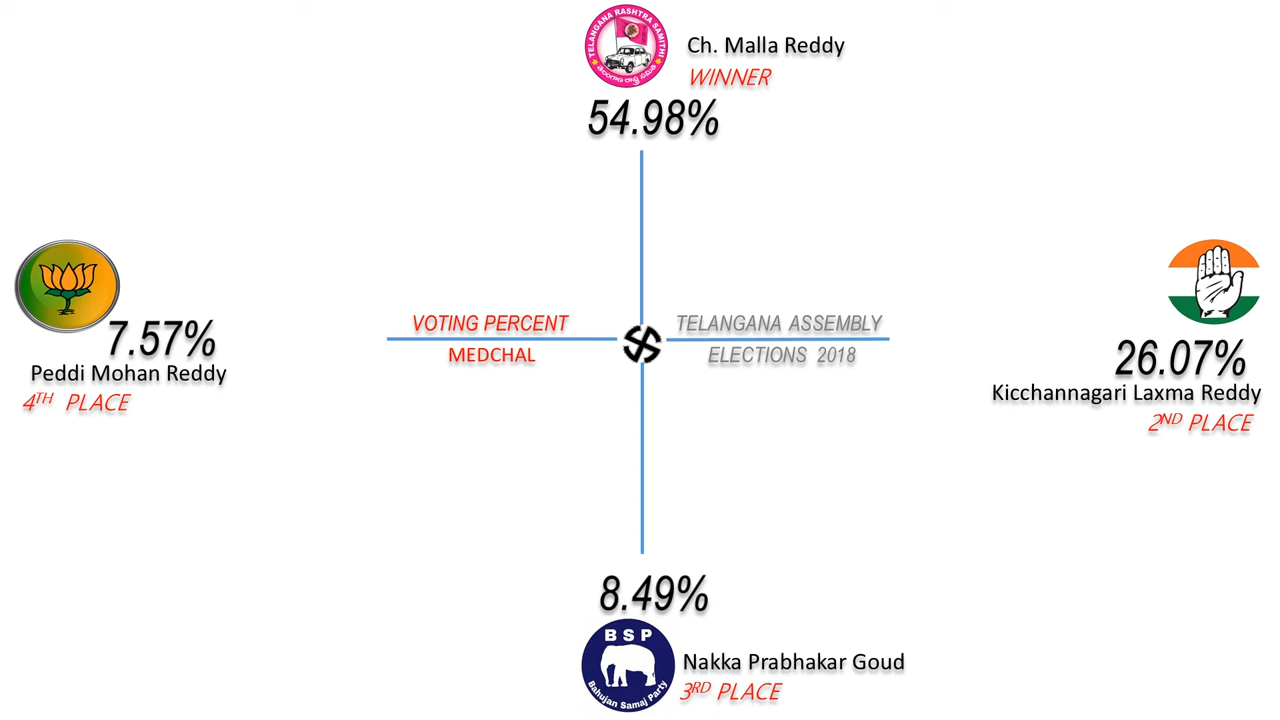 TELANGANA RASHTRA SAMITHI
తెలంగాణ రాష్ట్ర సమితి
Ch. Malla Reddy
WINNER
54.98%
7.57%
Peddi Mohan Reddy
4TH PLACE
VOTING PERCENT
MEDCHAL
TELANGANA ASSEMBLY
ELECTIONS 2018
26.07%
Kicchannagari Laxma Reddy
2ND PLACE
8.49%
BSP
Bahujan Samaj Party
Nakka Prabhakar Goud
3RD PLACE